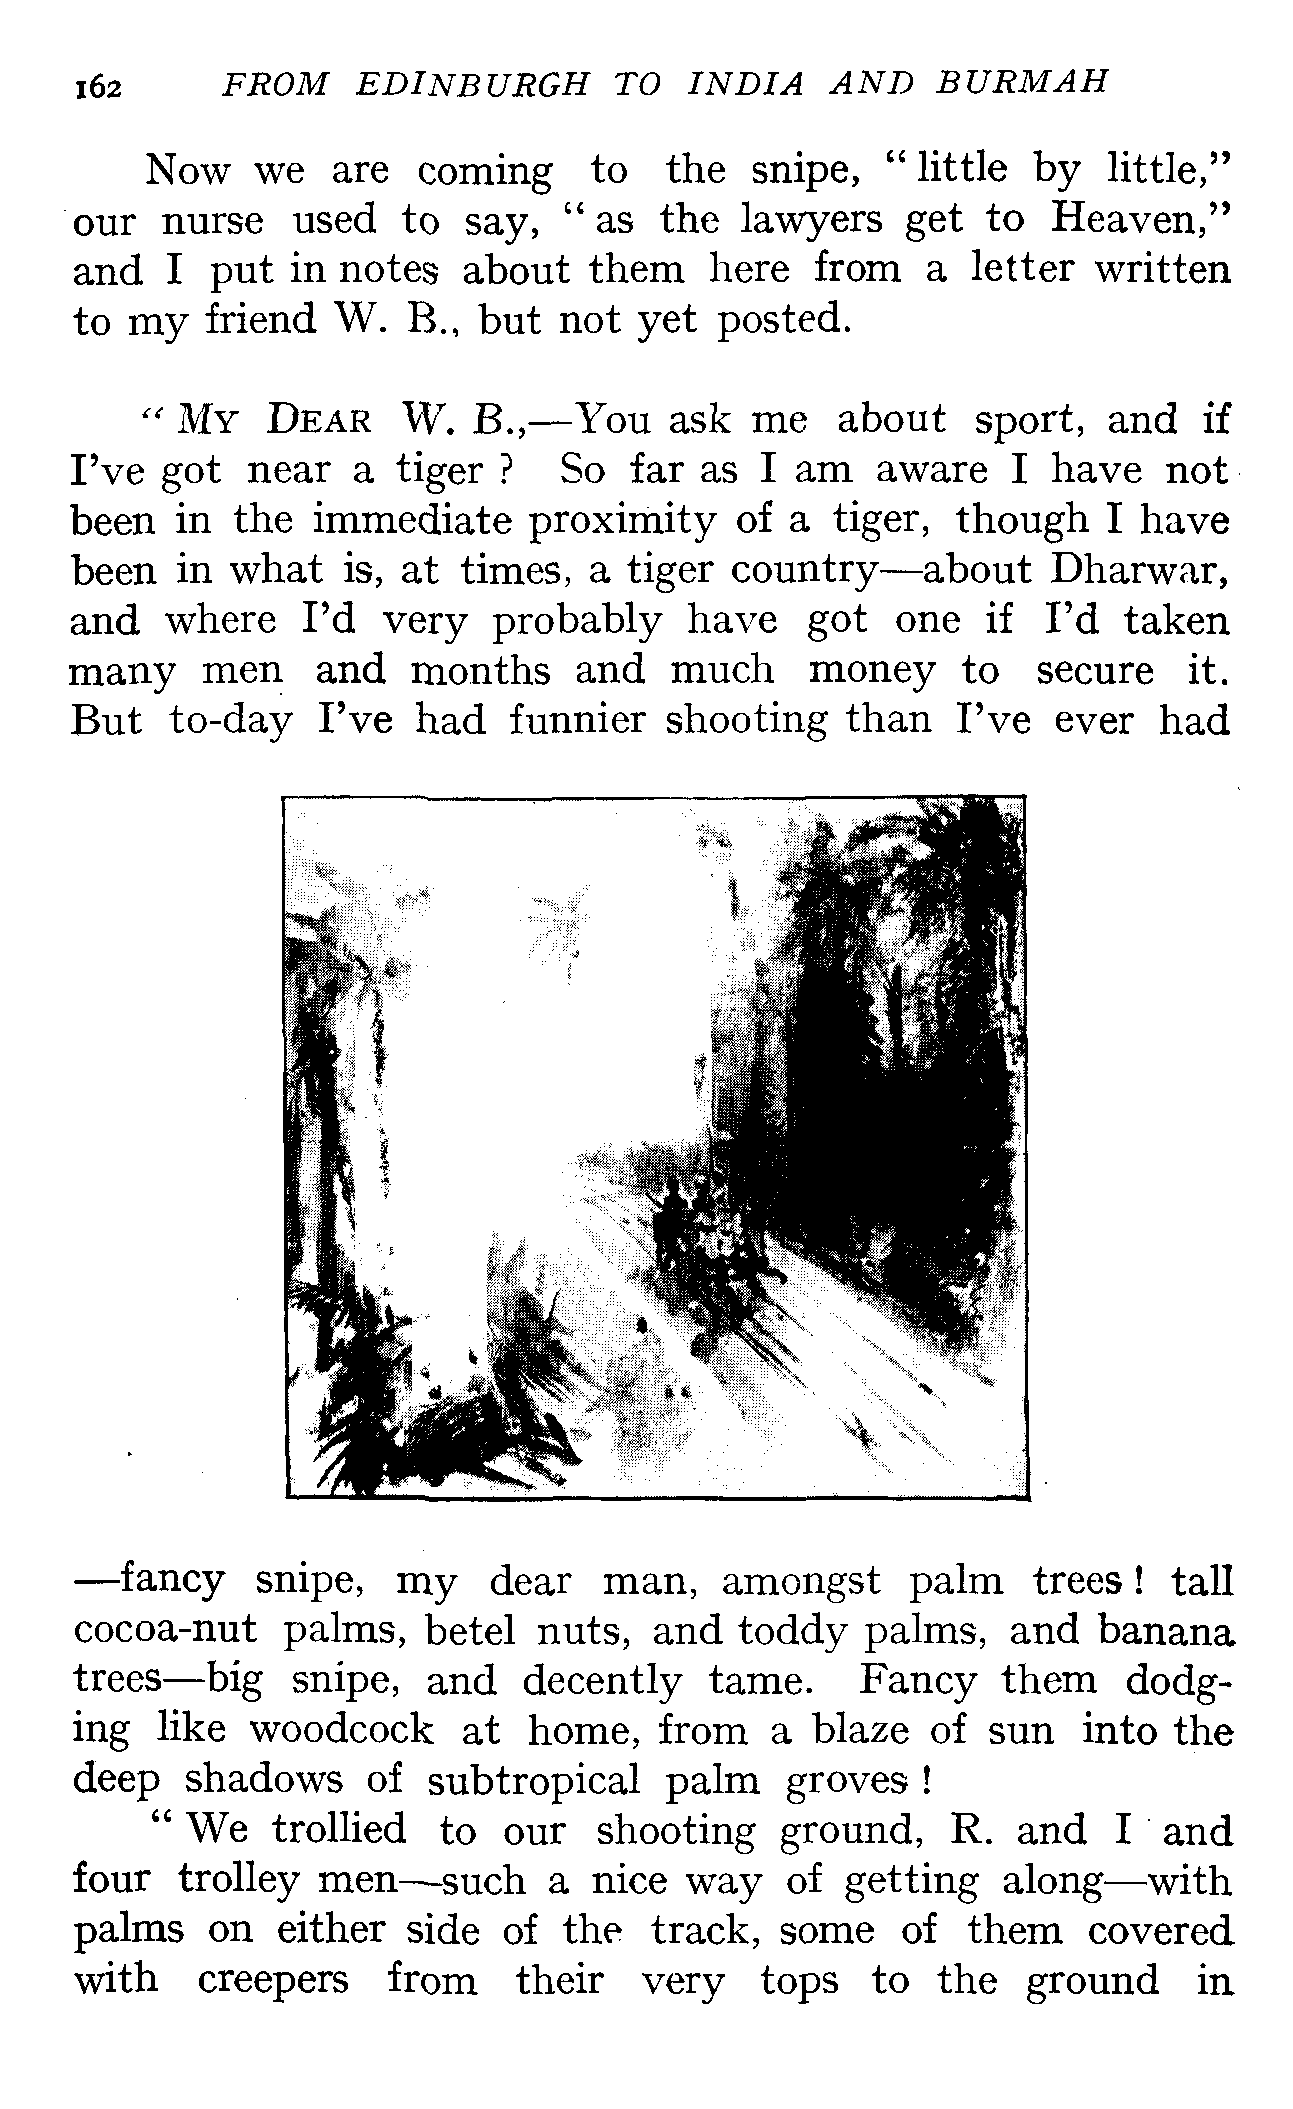 162 FROM EDINBURGH TO INDIA AND BURMAH
Now we are coming to the snipe, "little by little,"
our nurse used to say, "as the lawyers get to Heaven,"
and I put in notes about them here from a letter written
to my friend W. B., but not yet posted.
"MY DEAR W. B.,—You ask me about sport, and if
I've got near a tiger? So far as I am aware I have not
been in the immediate proximity of a tiger, though I have
been in what is, at times, a tiger country—about Dharwar,
and where I'd very probably have got one if I'd taken
many men and months and much money to secure it.
But to-day I've had funnier shooting than I've ever had
—fancy snipe, my dear man, amongst palm trees! tall
cocoa-nut palms, betel nuts, and toddy palms, and banana
trees—big snipe, and decently tame. Fancy them dodg-
ing like woodcock at home, from a blaze of sun into the
deep shadows of subtropical palm groves!
"We trollied to our shooting ground, R. and I and
four trolley men—such a nice way of getting along—with
palms on either side of the track, some of them covered
with creepers from their very tops to the ground in